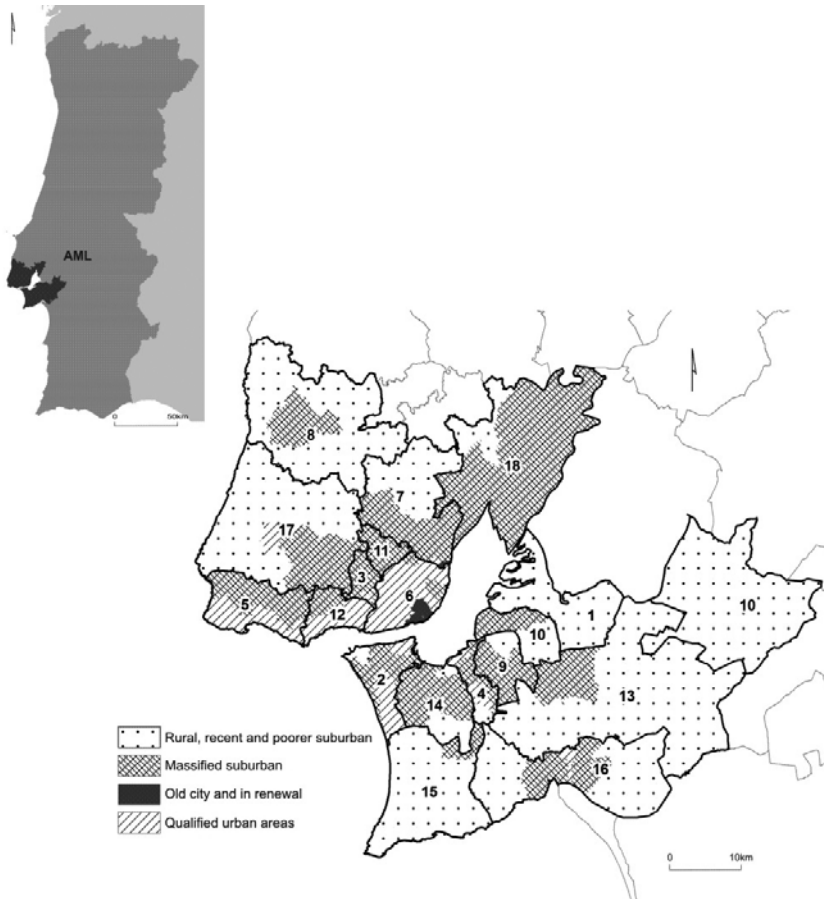 AML
0 50km
8
18
7
17
11
3
6
5
12
10
1
10
2
9
4
13
14
16
15
Rural, recent and poorer suburban
Massified suburban
Old city and in renewal
Qualified urban areas
0 10km